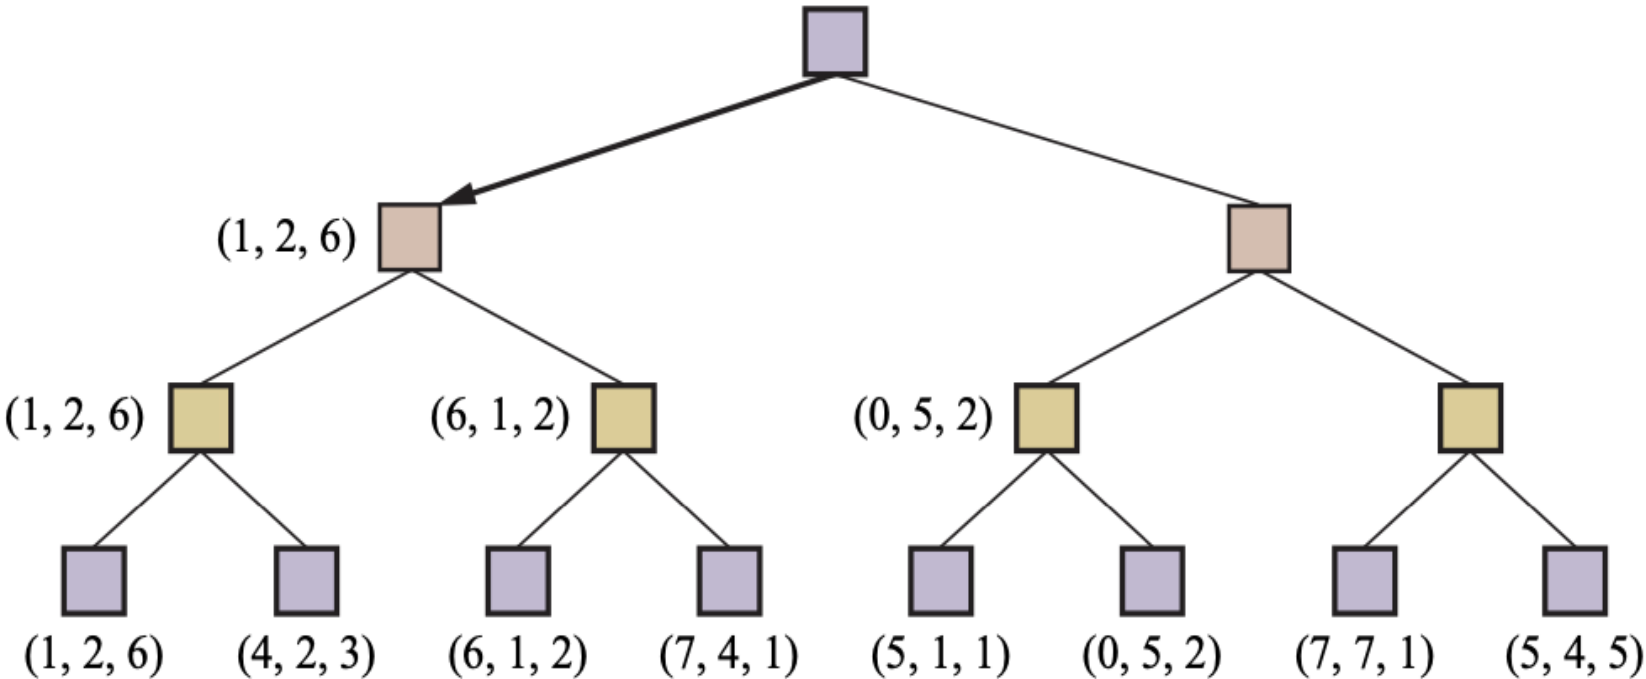 (1, 2, 6)
(1, 2, 6) (6, 1, 2) (0, 5, 2)
(1, 2, 6) (4, 2, 3) (6, 1, 2) (7, 4, 1) (5, 1, 1) (0, 5, 2) (7, 7, 1) (5, 4, 5)